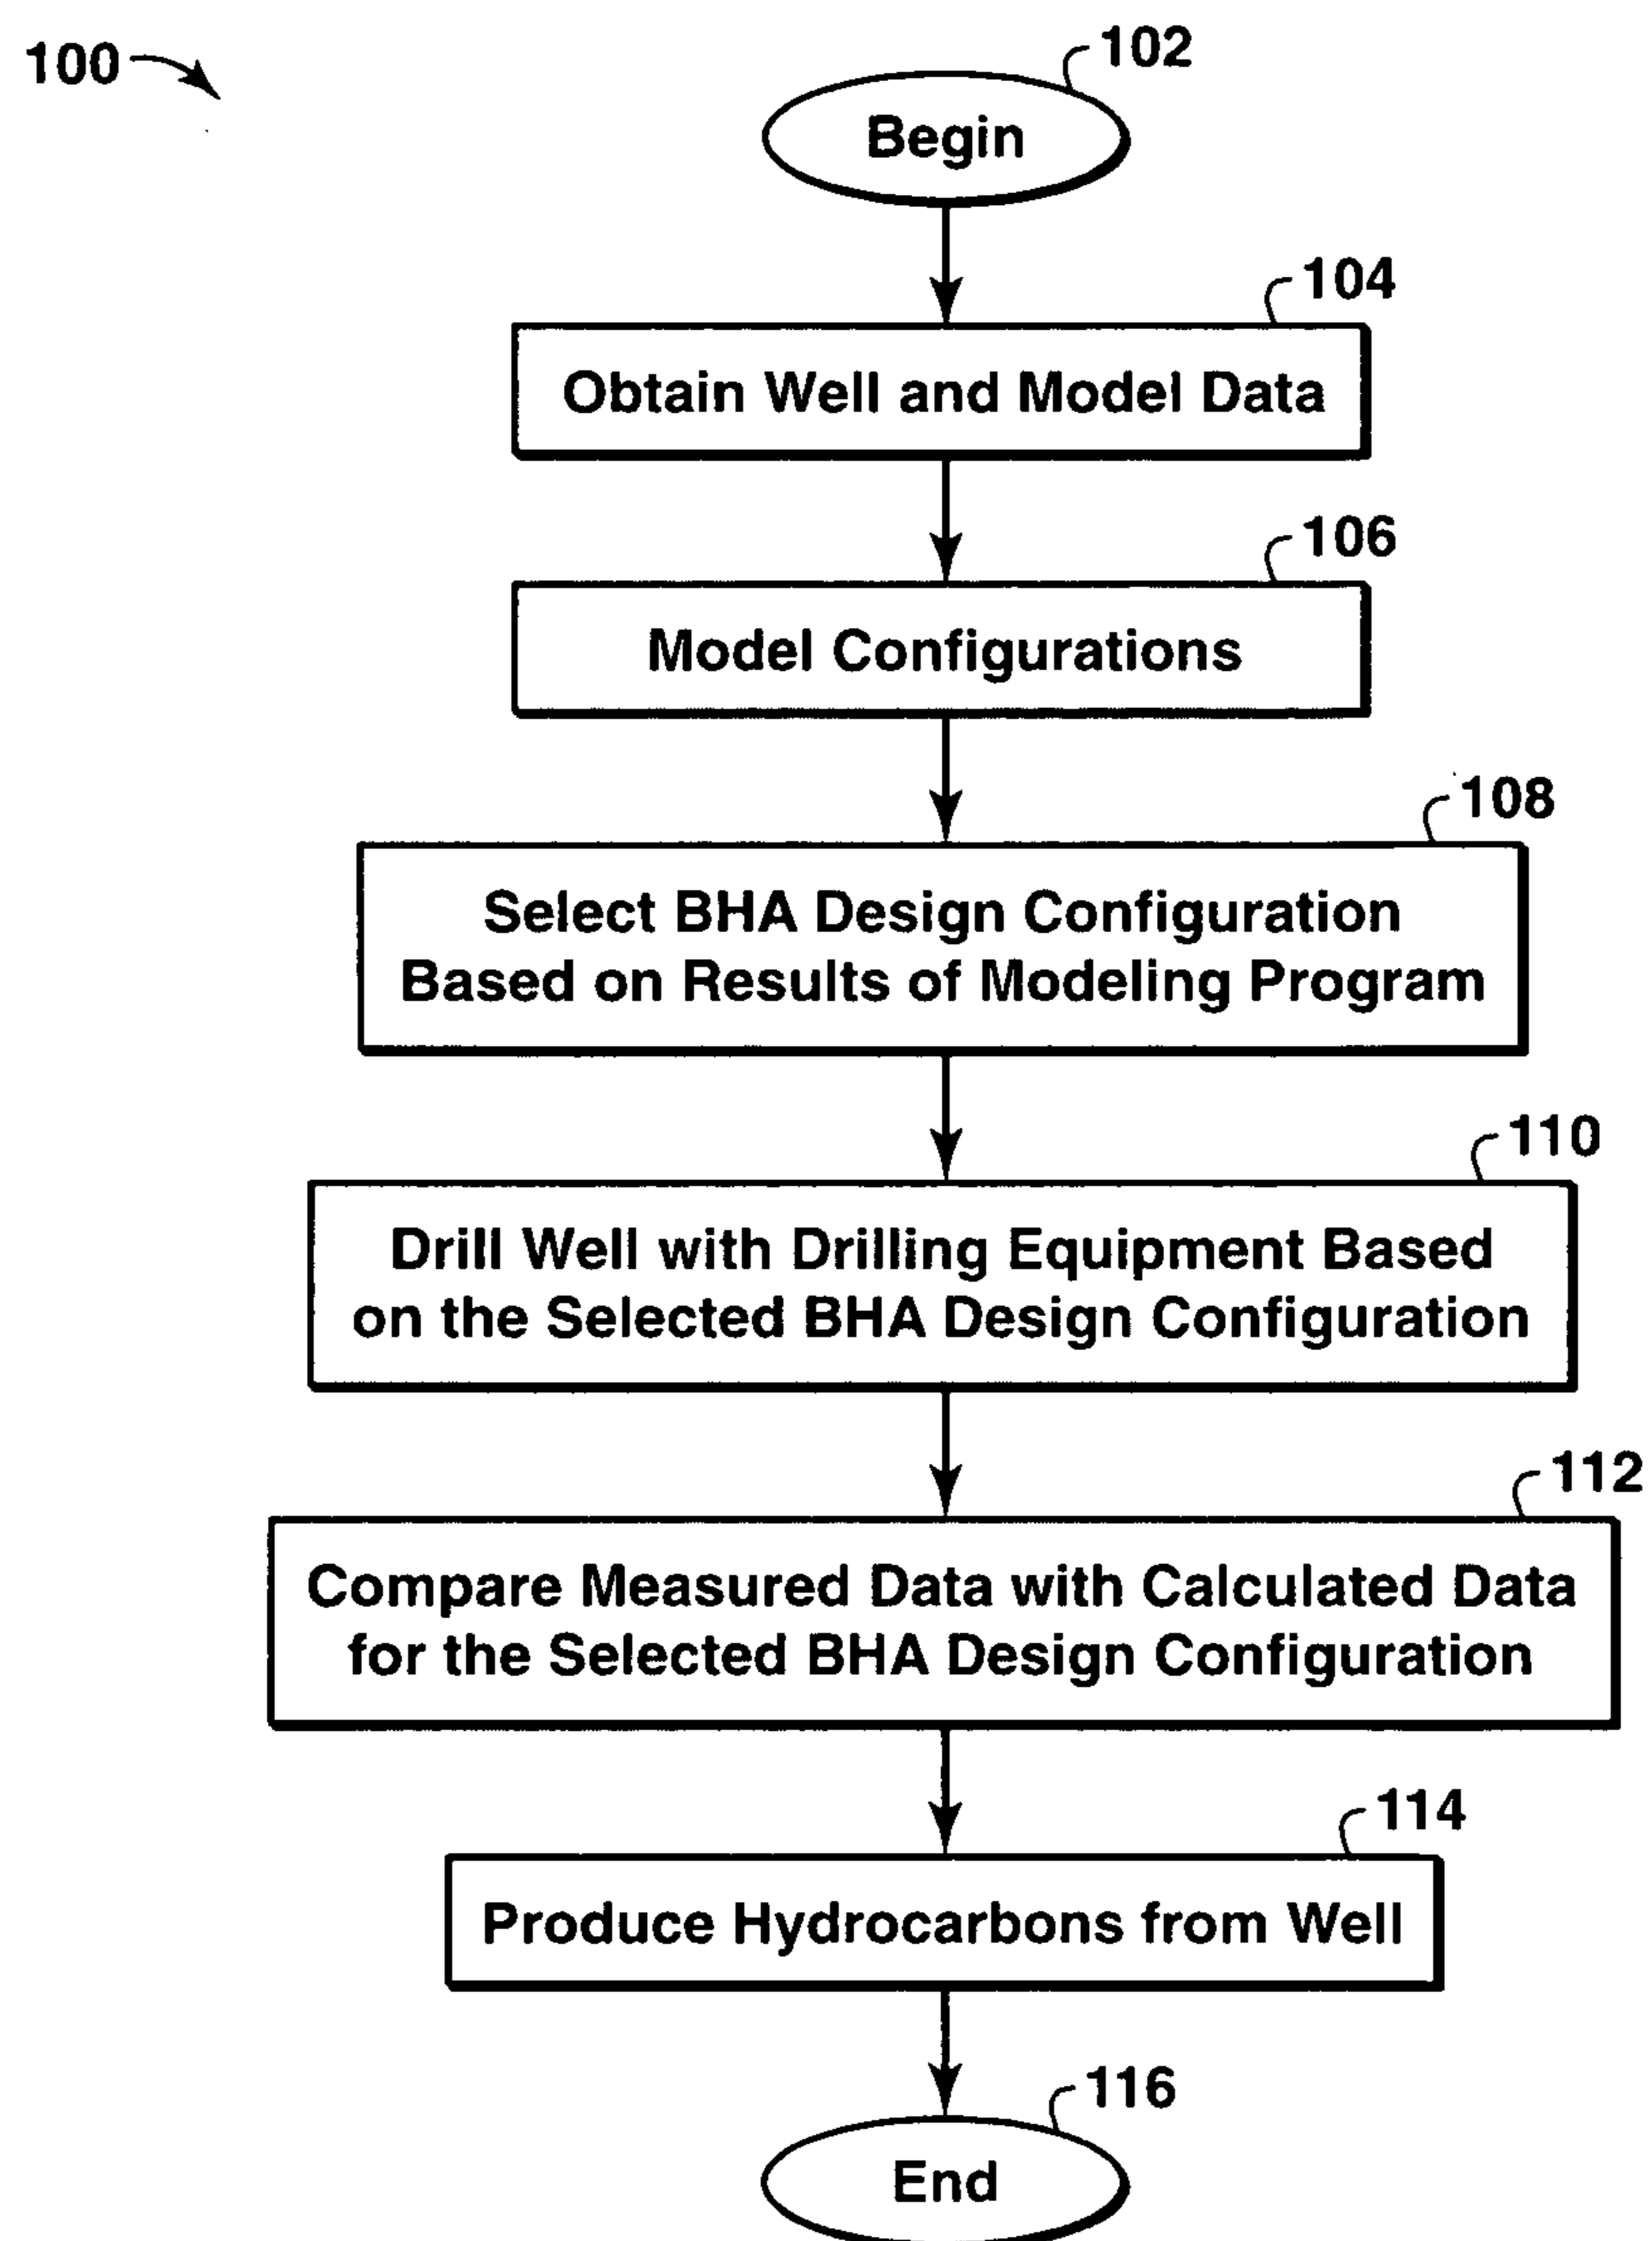 100
102
Begin
104
Obtain Well and Model Data
106
Model Configurations
108
Select BHA Design Configuration
Based on Results of Modeling Program
110
Drill Well with Drilling Equipment Based
on the Selected BHA Design Configuration
112
Compare Measured Data with Calculated Data
for the Selected BHA Design Configuration
114
Produce Hydrocarbons from Well
116
End